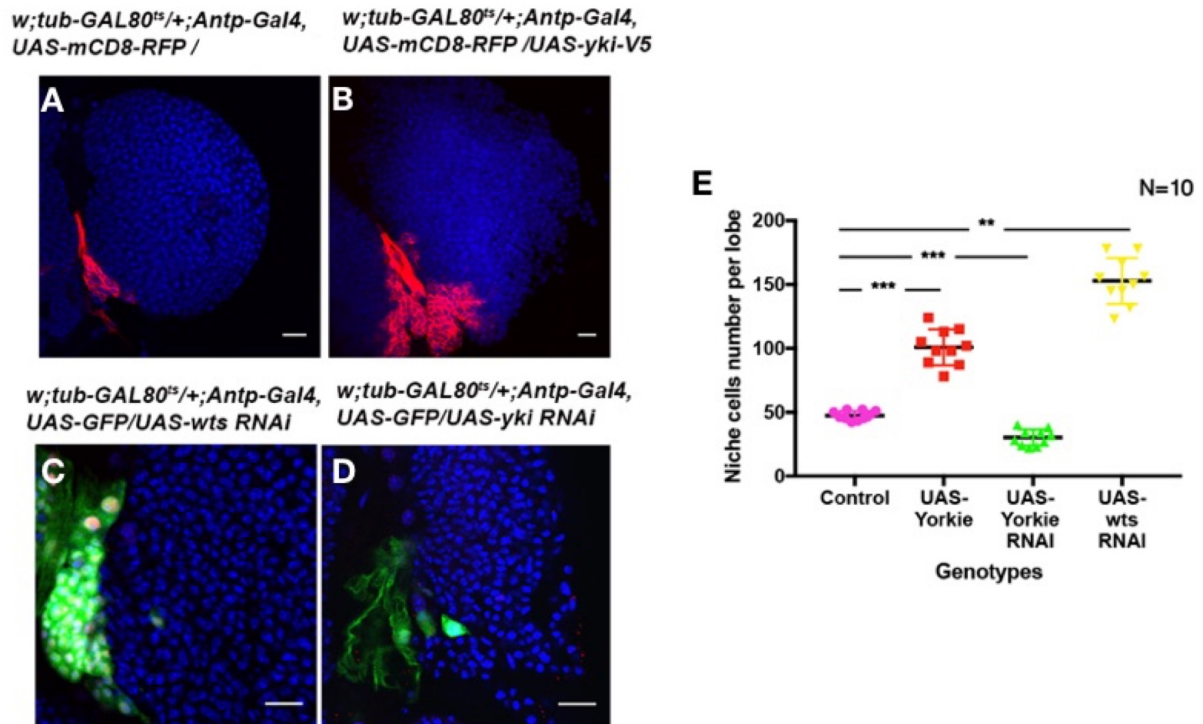 w;tub-GAL80ts/+;Antp-Gal4,
UAS-mCD8-RFP /
w;tub-GAL80ts/+;Antp-Gal4,
UAS-mCD8-RFP /UAS-yki-V5
A
B
w;tub-GAL80ts/+;Antp-Gal4,
UAS-GFP/UAS-wts RNAi
w;tub-GAL80ts/+;Antp-Gal4,
UAS-GFP/UAS-yki RNAi
C
D
E
N=10
Niche cells number per lobe
200
150
100
50
0
**
***
***
Control
UAS-
Yorkie
UAS-
Yorkie
RNAI
UAS-
wts
RNAI
Genotypes